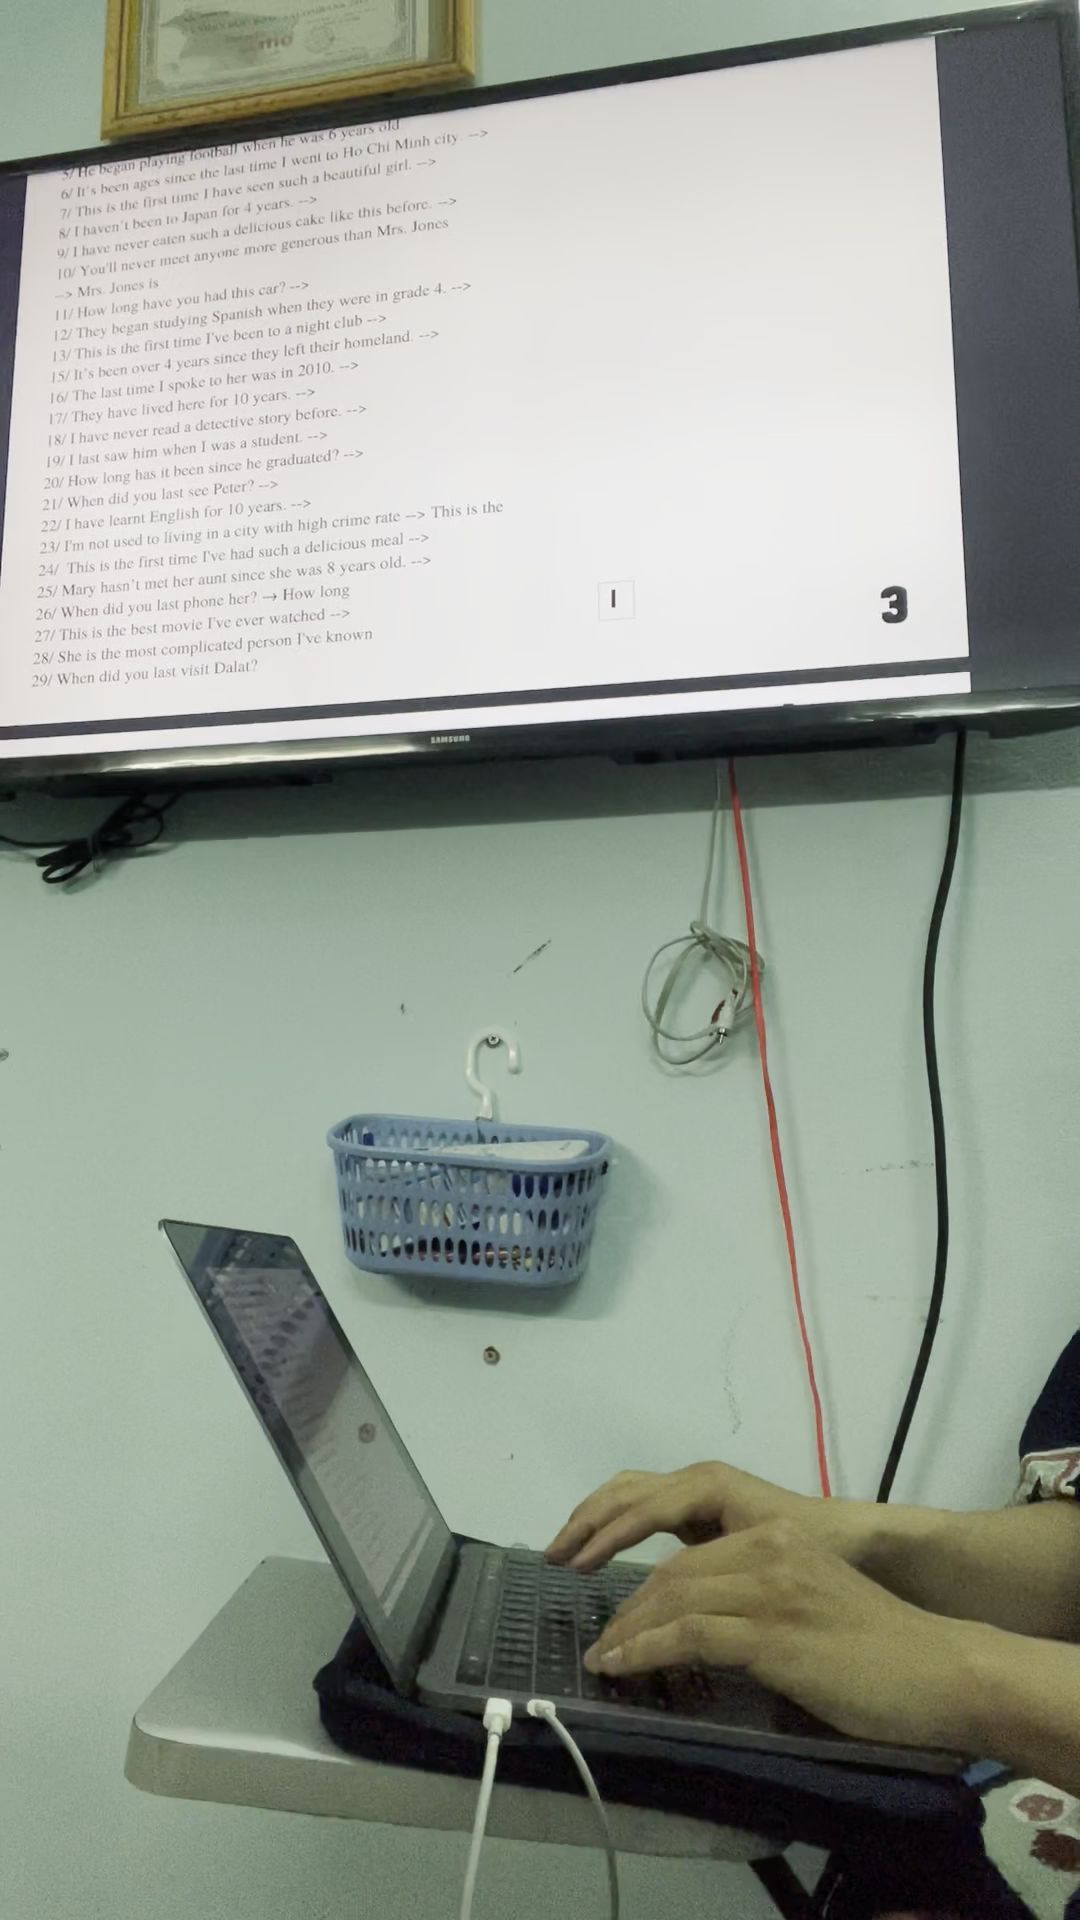 5/ He began playing football when he was 6 years old
6/ It's been ages since the last time I went to Ho Chi Minh city. -->
7/ This is the first time I have seen such a beautiful girl. -->
8/ I haven't been to Japan for 4 years. -->
9/ I have never eaten such a delicious cake like this before. -->
10/ You'll never meet anyone more generous than Mrs. Jones
--> Mrs. Jones is
11/ How long have you had this car? -->
12/ They began studying Spanish when they were in grade 4. -->
13/ This is the first time I've been to a night club -->
15/ It's been over 4 years since they left their homeland. -->
16/ The last time I spoke to her was in 2010. -->
17/ They have lived here for 10 years. -->
18/ I have never read a detective story before. -->
19/ I last saw him when I was a student. -->
20/ How long has it been since he graduated? -->
21/ When did you last see Peter? -->
22/ I have learnt English for 10 years. -->
23/ I'm not used to living in a city with high crime rate --> This is the
24/ This is the first time I've had such a delicious meal -->
25/ Mary hasn't met her aunt since she was 8 years old. -->
26/ When did you last phone her? → How long
27/ This is the best movie I've ever watched -->
28/ She is the most complicated person I've known
29/ When did you last visit Dalat?
3
SAMSUNG